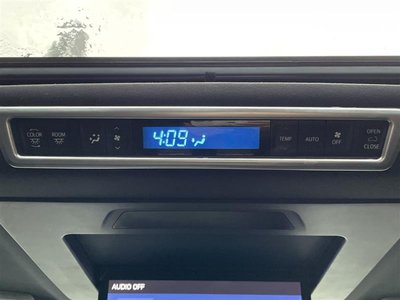 COLOR ROOM
4:09
TEMP AUTO OFF
OPEN
CLOSE
AUDIO OFF